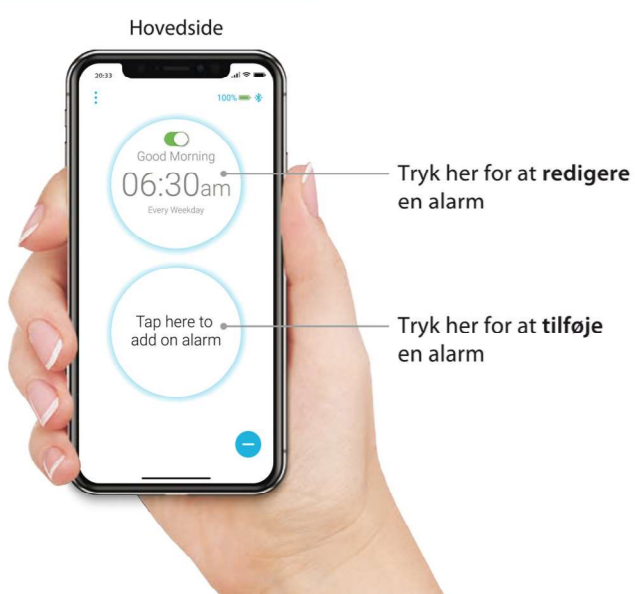 Hovedside
20:33
100%
Good Morning
06:30am
Every Weekday
Tryk her for at redigere
en alarm
Tap here to
add on alarm
Tryk her for at tilføje
en alarm